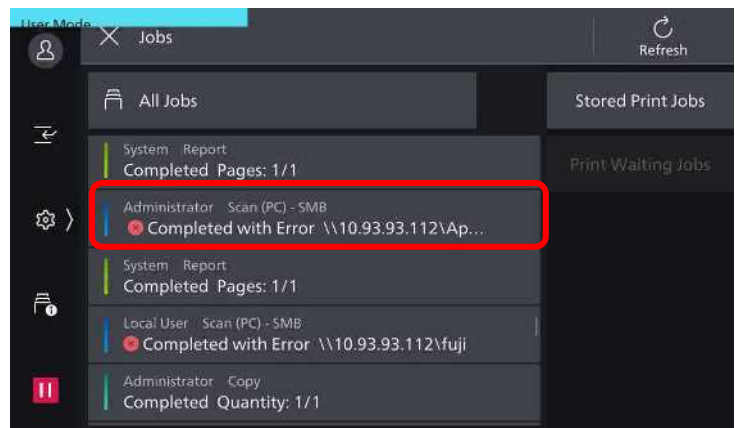 User Mode
Jobs
Refresh
All Jobs
Stored Print Jobs
System Report
Completed Pages: 1/1
Print Waiting Jobs
Administrator Scan (PC) - SMB
Completed with Error \\10.93.93.112\Ap...
System Report
Completed Pages: 1/1
Local User Scan (PC) - SMB
Completed with Error \\10.93.93.112\fuji
Administrator Copy
Completed Quantity: 1/1